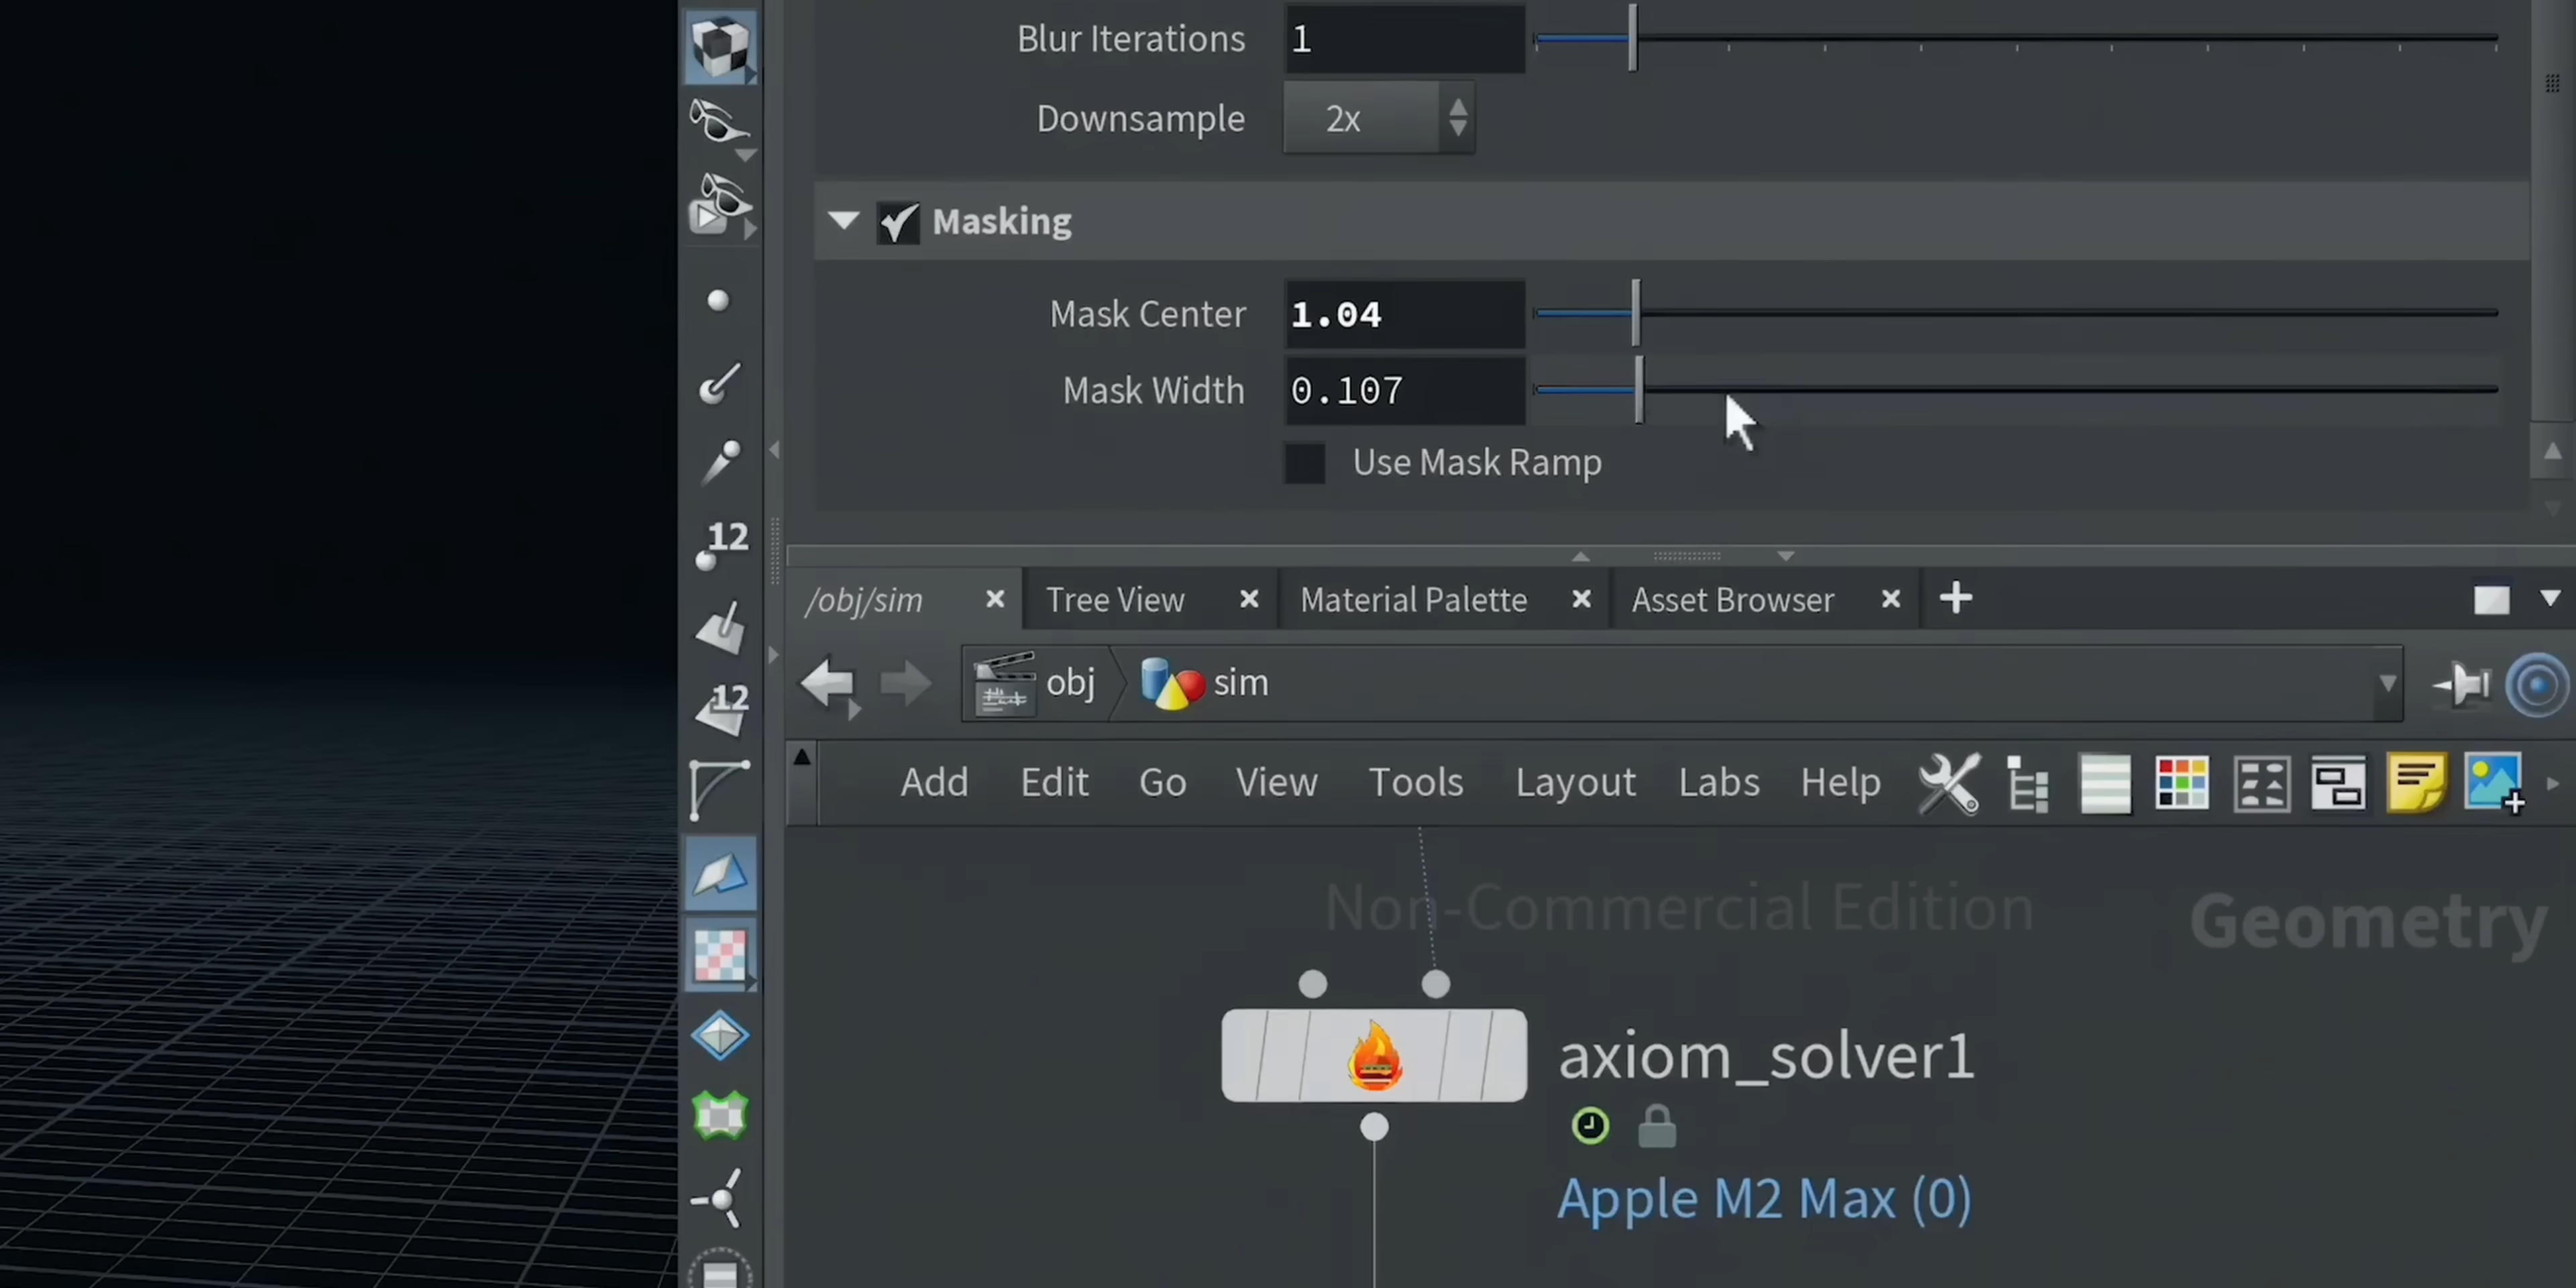 Blur Iterations 1
Downsample 2x
Masking
Mask Center 1.04
Mask Width 0.107
Use Mask Ramp
12
12
/obj/sim Tree View Material Palette Asset Browser
obj sim
Add Edit Go View Tools Layout Labs Help
Non-Commercial Edition
Geometry
axiom_solver1
Apple M2 Max (0)